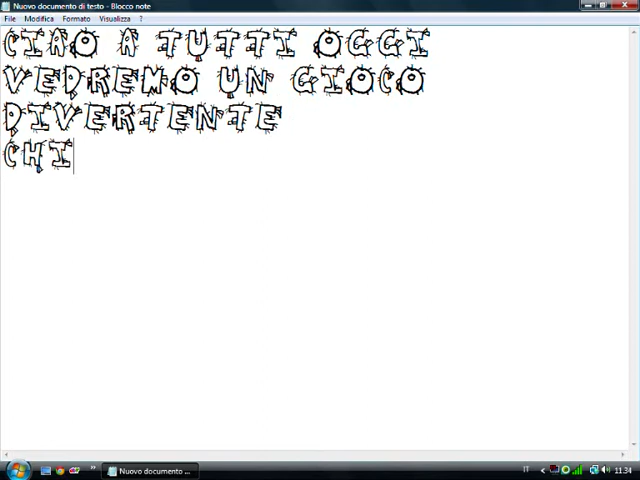 Nuovo documento di testo - Blocco note
File Modifica Formato Visualizza ?
CIAO A TUTTI OGGI
VEDREMO UN GIOCO
DIVERTENTE
CHI
Nuovo documento ... IT 11.34